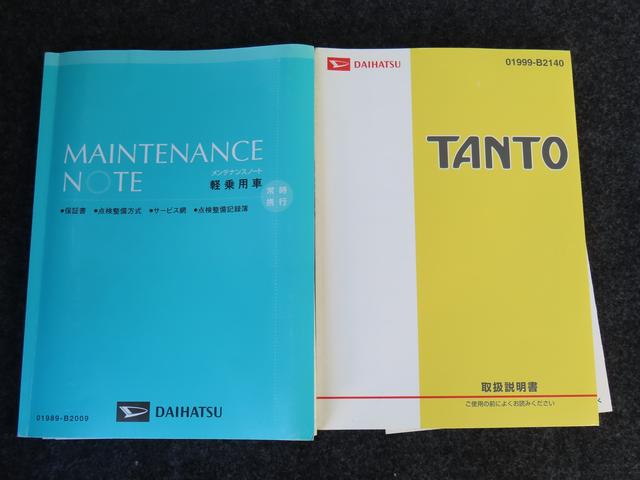 MAINTENANCE
NOTE
メンテナンスノート
軽乗用車
常時
携行
●保証書 ●点検整備方式 ●サービス網 ●点検整備記録簿
01989-B2009
DAIHATSU
DAIHATSU
01999-B2140
TANTO
取扱説明書
ご使用の前によくお読みください